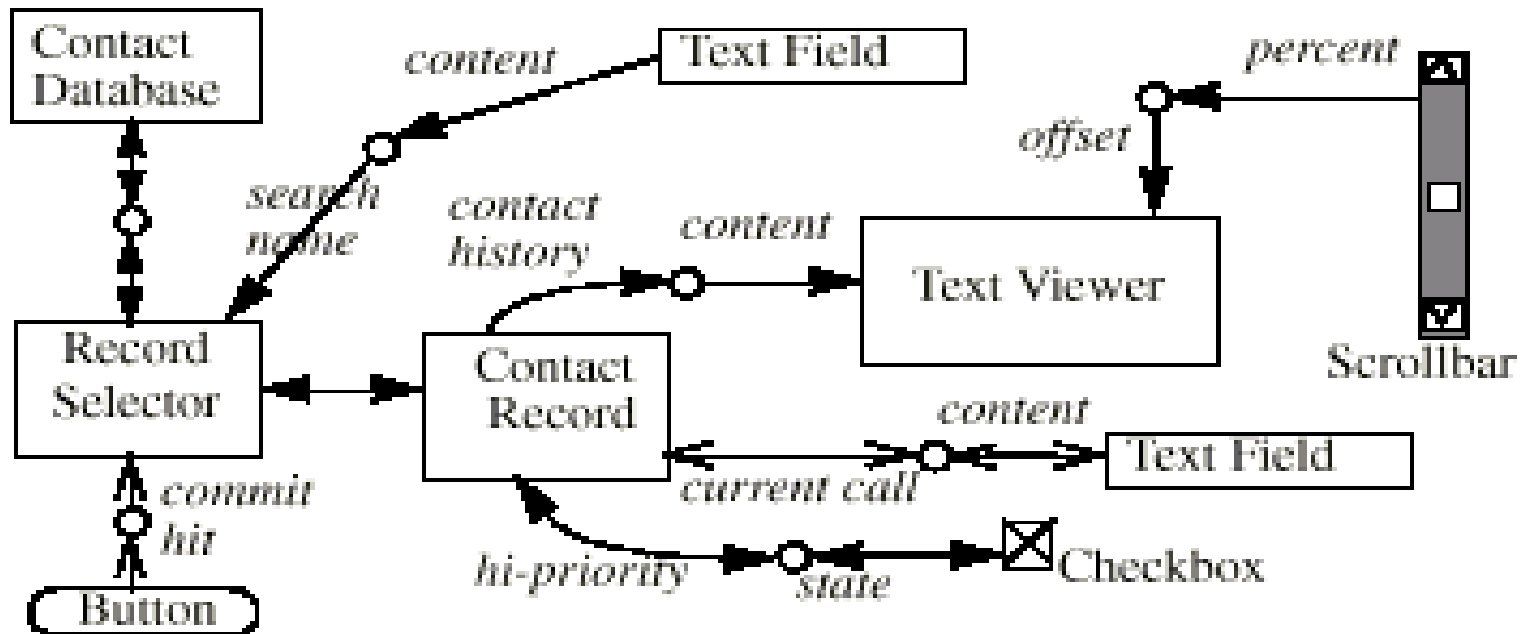 Contact
Database
content
Text Field
percent
offset
search
name
contact
history
content
Text Viewer
Scrollbar
Record
Selector
Contact
Record
content
Text Field
current call
commit
hit
hi-priority
state
Checkbox
Button